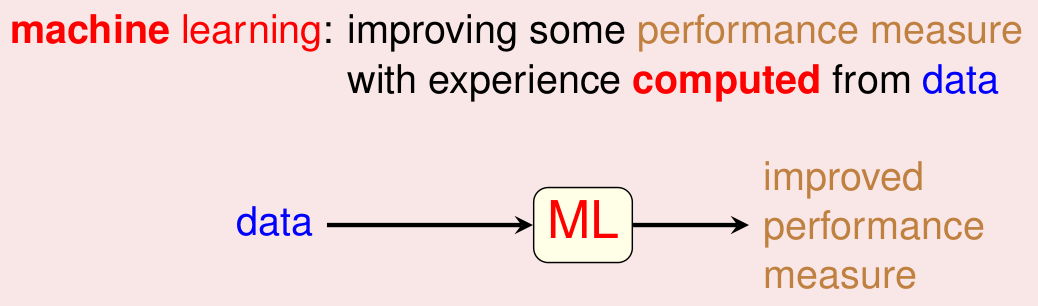 machine learning: improving some performance measure
with experience computed from data
data
ML
improved
performance
measure